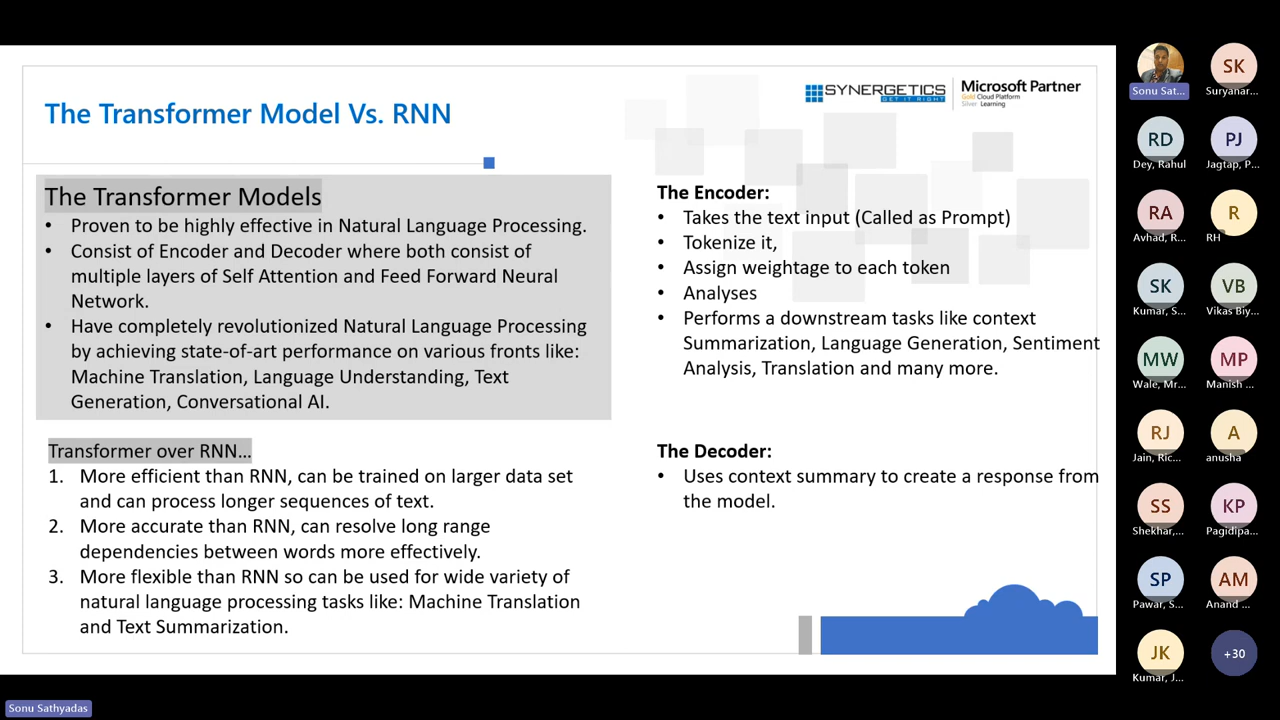 The Transformer Model Vs. RNN
SYNERGETICS
GET IT RIGHT
Microsoft Partner
Gold Cloud Platform
Silver Learning
The Transformer Models
• Proven to be highly effective in Natural Language Processing.
• Consist of Encoder and Decoder where both consist of
multiple layers of Self Attention and Feed Forward Neural
Network.
• Have completely revolutionized Natural Language Processing
by achieving state-of-art performance on various fronts like:
Machine Translation, Language Understanding, Text
Generation, Conversational AI.
Transformer over RNN…
1. More efficient than RNN, can be trained on larger data set
and can process longer sequences of text.
2. More accurate than RNN, can resolve long range
dependencies between words more effectively.
3. More flexible than RNN so can be used for wide variety of
natural language processing tasks like: Machine Translation
and Text Summarization.
The Encoder:
• Takes the text input (Called as Prompt)
• Tokenize it,
• Assign weightage to each token
• Analyses
• Performs a downstream tasks like context
Summarization, Language Generation, Sentiment
Analysis, Translation and many more.
The Decoder:
• Uses context summary to create a response from
the model.
Sonu Sat...
SK
Suryanar...
RD
Dey, Rahul
PJ
Jagtap, P...
RA
Avhad, R...
R
RH
SK
Kumar, S...
VB
Vikas Biy...
MW
Wale, Mr...
MP
Manish ...
RJ
Jain, Ric...
A
anusha
SS
Shekhar,...
KP
Pagidipa...
SP
Pawar, S...
AM
Anand ...
JK
Kumar, J...
+30
Sonu Sathyadas